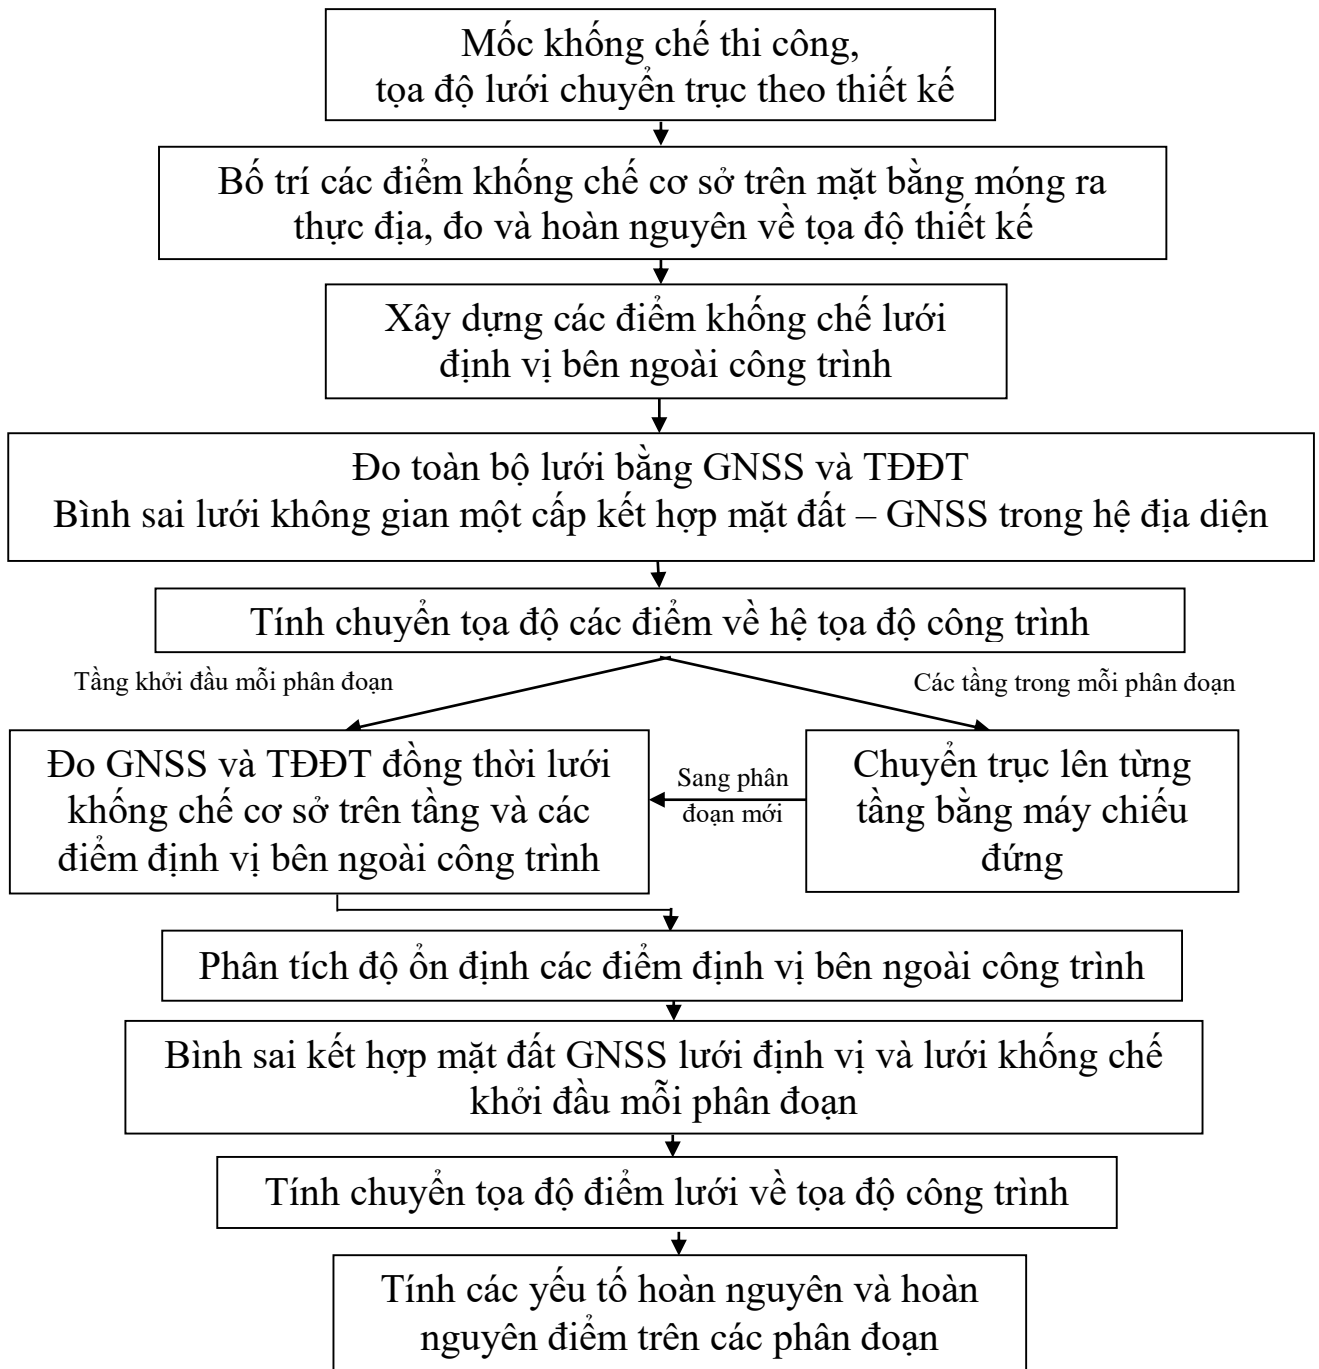 Mốc khống chế thi công,
tọa độ lưới chuyển trục theo thiết kế
Bố trí các điểm khống chế cơ sở trên mặt bằng móng ra
thực địa, đo và hoàn nguyên về tọa độ thiết kế
Xây dựng các điểm khống chế lưới
định vị bên ngoài công trình
Đo toàn bộ lưới bằng GNSS và TĐĐT
Bình sai lưới không gian một cấp kết hợp mặt đất – GNSS trong hệ địa diện
Tính chuyển tọa độ các điểm về hệ tọa độ công trình
Tầng khởi đầu mỗi phân đoạn
Các tầng trong mỗi phân đoạn
Đo GNSS và TĐĐT đồng thời lưới
khống chế cơ sở trên tầng và các
điểm định vị bên ngoài công trình
Sang phân
đoạn mới
Chuyển trục lên từng
tầng bằng máy chiếu
đứng
Phân tích độ ổn định các điểm định vị bên ngoài công trình
Bình sai kết hợp mặt đất GNSS lưới định vị và lưới khống chế
khởi đầu mỗi phân đoạn
Tính chuyển tọa độ điểm lưới về tọa độ công trình
Tính các yếu tố hoàn nguyên và hoàn
nguyên điểm trên các phân đoạn